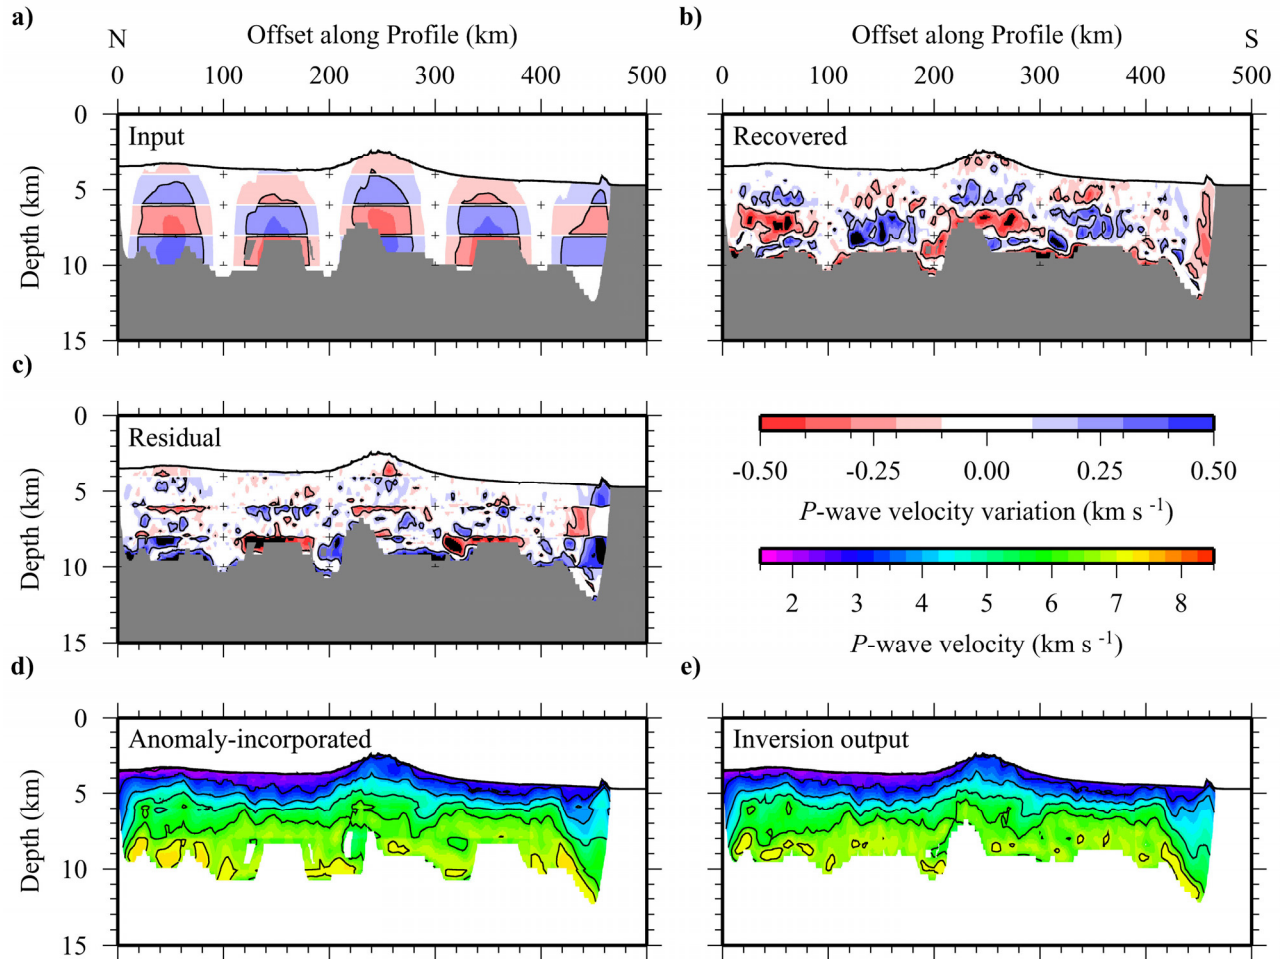 a)
N
Offset along Profile (km)
0 100 200 300 400 500
0
5
10
15
Depth (km)
Input
b)
Offset along Profile (km)
S
0 100 200 300 400 500
Recovered
c)
0
5
10
15
Depth (km)
Residual
-0.50 -0.25 0.00 0.25 0.50
P-wave velocity variation (km s -1)
2 3 4 5 6 7 8
P-wave velocity (km s -1)
d)
0
5
10
15
Depth (km)
Anomaly-incorporated
e)
Inversion output